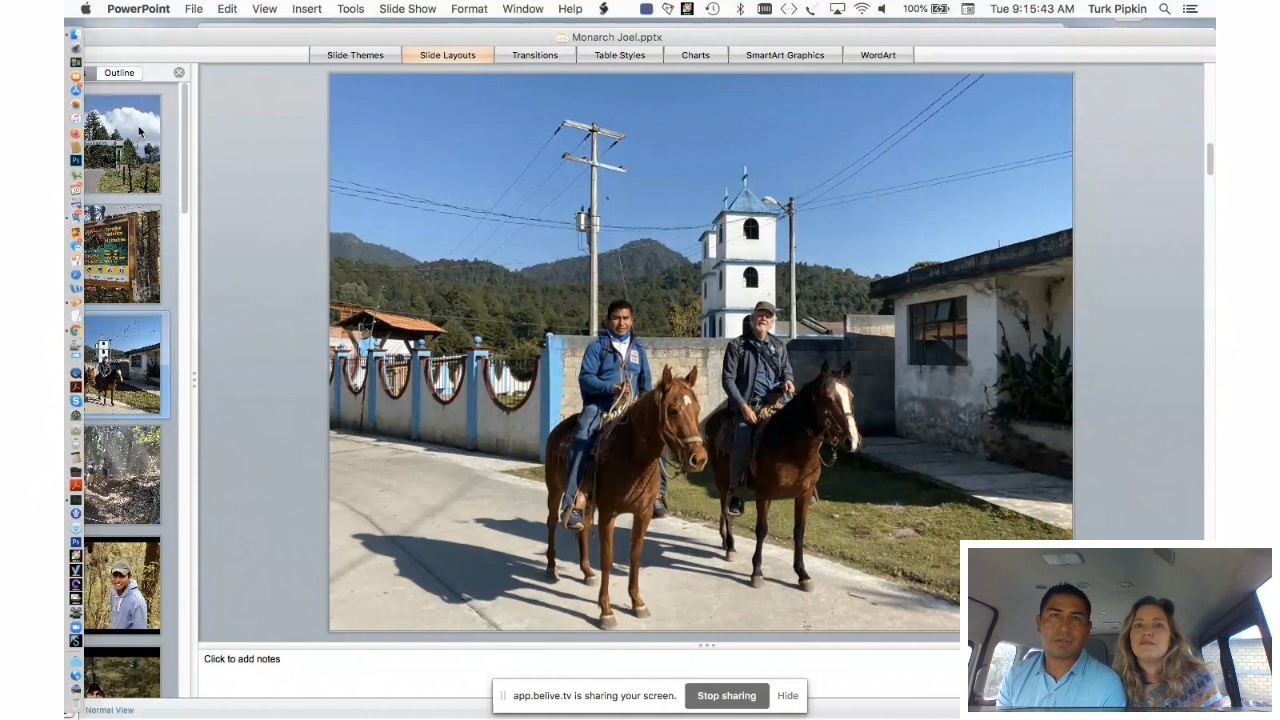 PowerPoint File Edit View Insert Tools Slide Show Format Window Help 100% Tue 9:15:43 AM Turk Pipkin
Monarch Joel.pptx
Slide Themes Slide Layouts Transitions Table Styles Charts SmartArt Graphics WordArt
Outline
Click to add notes
app.belive.tv is sharing your screen. Stop sharing Hide
Normal View